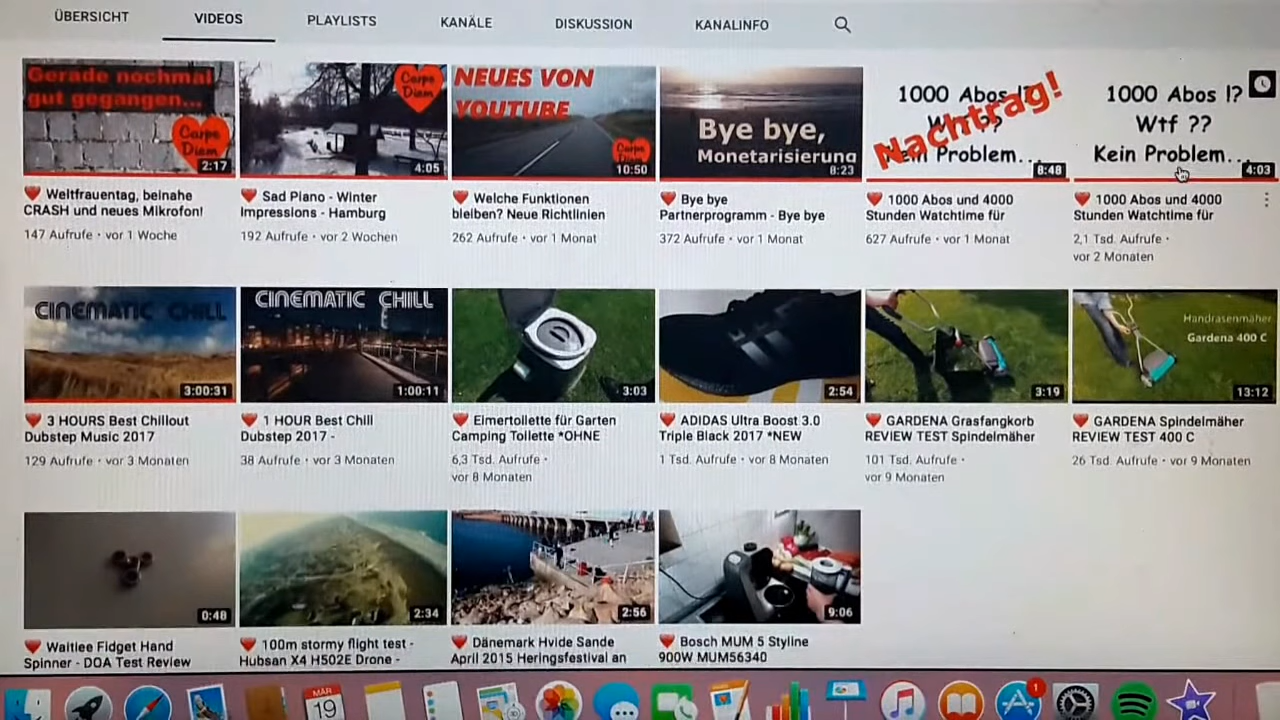 ÜBERSICHT
VIDEOS
PLAYLISTS
KANÄLE
DISKUSSION
KANALINFO
Gerade nochmal
gut gegangen...
Carpe
Diem
2:17
Carpe
Diem
4:05
NEUES VON
YOUTUBE
Carpe
Diem
10:50
Bye bye,
Monetarisierung
8:23
1000 Abos !?
Nachtrag!
Kein Problem...
8:48
1000 Abos !?
Wtf ??
Kein Problem...
4:03
Weltfrauentag, beinahe
CRASH und neues Mikrofon!
147 Aufrufe • vor 1 Woche
Sad Piano - Winter
Impressions - Hamburg
192 Aufrufe • vor 2 Wochen
Welche Funktionen
bleiben? Neue Richtlinien
262 Aufrufe • vor 1 Monat
Bye bye
Partnerprogramm - Bye bye
372 Aufrufe • vor 1 Monat
1000 Abos und 4000
Stunden Watchtime für
627 Aufrufe • vor 1 Monat
1000 Abos und 4000
Stunden Watchtime für
2,1 Tsd. Aufrufe •
vor 2 Monaten
CINEMATIC CHILL
3:00:31
CINEMATIC CHILL
1:00:11
3:03
2:54
3:19
Handrasenmäher
Gardena 400 C
13:12
3 HOURS Best Chillout
Dubstep Music 2017
129 Aufrufe • vor 3 Monaten
1 HOUR Best Chill
Dubstep 2017 -
38 Aufrufe • vor 3 Monaten
Eimertoilette für Garten
Camping Toilette *OHNE
6,3 Tsd. Aufrufe •
vor 8 Monaten
ADIDAS Ultra Boost 3.0
Triple Black 2017 *NEW
1 Tsd. Aufrufe • vor 8 Monaten
GARDENA Grasfangkorb
REVIEW TEST Spindelmäher
101 Tsd. Aufrufe •
vor 9 Monaten
GARDENA Spindelmäher
REVIEW TEST 400 C
26 Tsd. Aufrufe • vor 9 Monaten
0:48
2:34
2:56
9:06
Waitlee Fidget Hand
Spinner - DOA Test Review
100m stormy flight test -
Hubsan X4 H502E Drone -
Dänemark Hvide Sande
April 2015 Heringsfestival an
Bosch MUM 5 Styline
900W MUM56340
MÄR
19
1